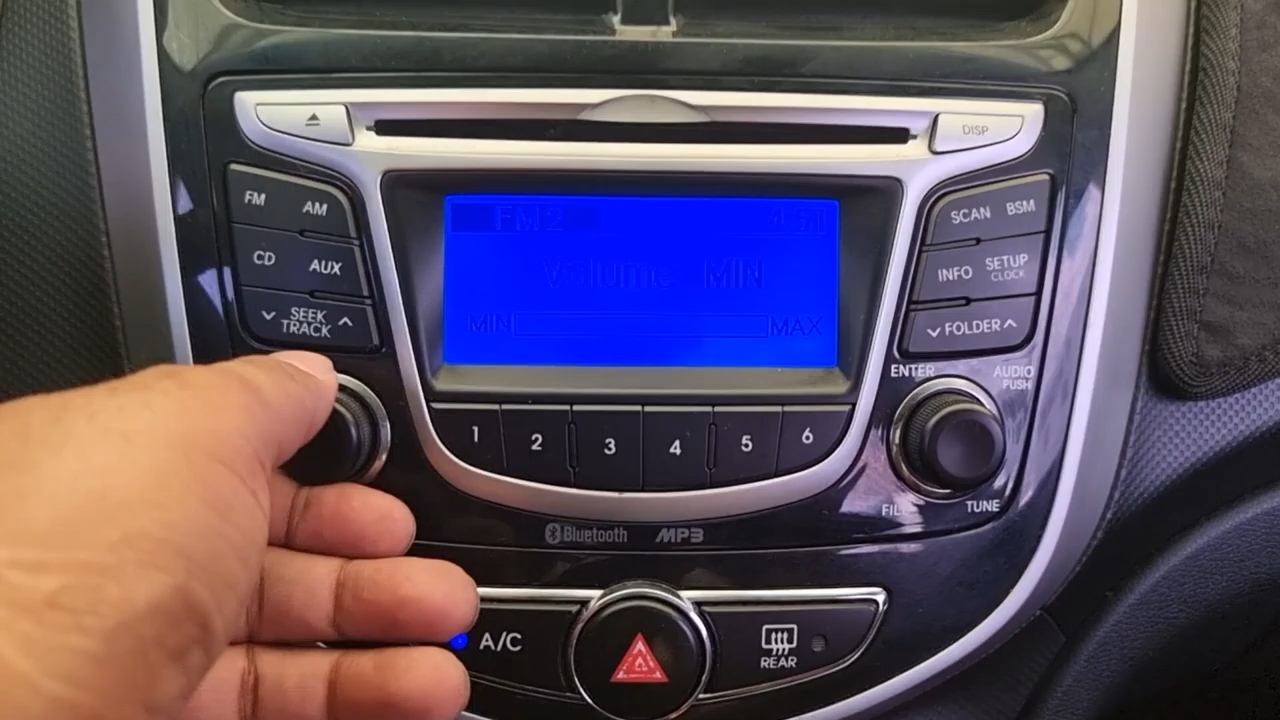 DISP
FM AM
CD AUX
SEEK
TRACK
FM2 4:51
Volume MIN
MIN MAX
SCAN BSM
INFO SETUP
CLOCK
FOLDER
ENTER AUDIO
PUSH
1 2 3 4 5 6
TUNE
Bluetooth MP3
A/C
REAR